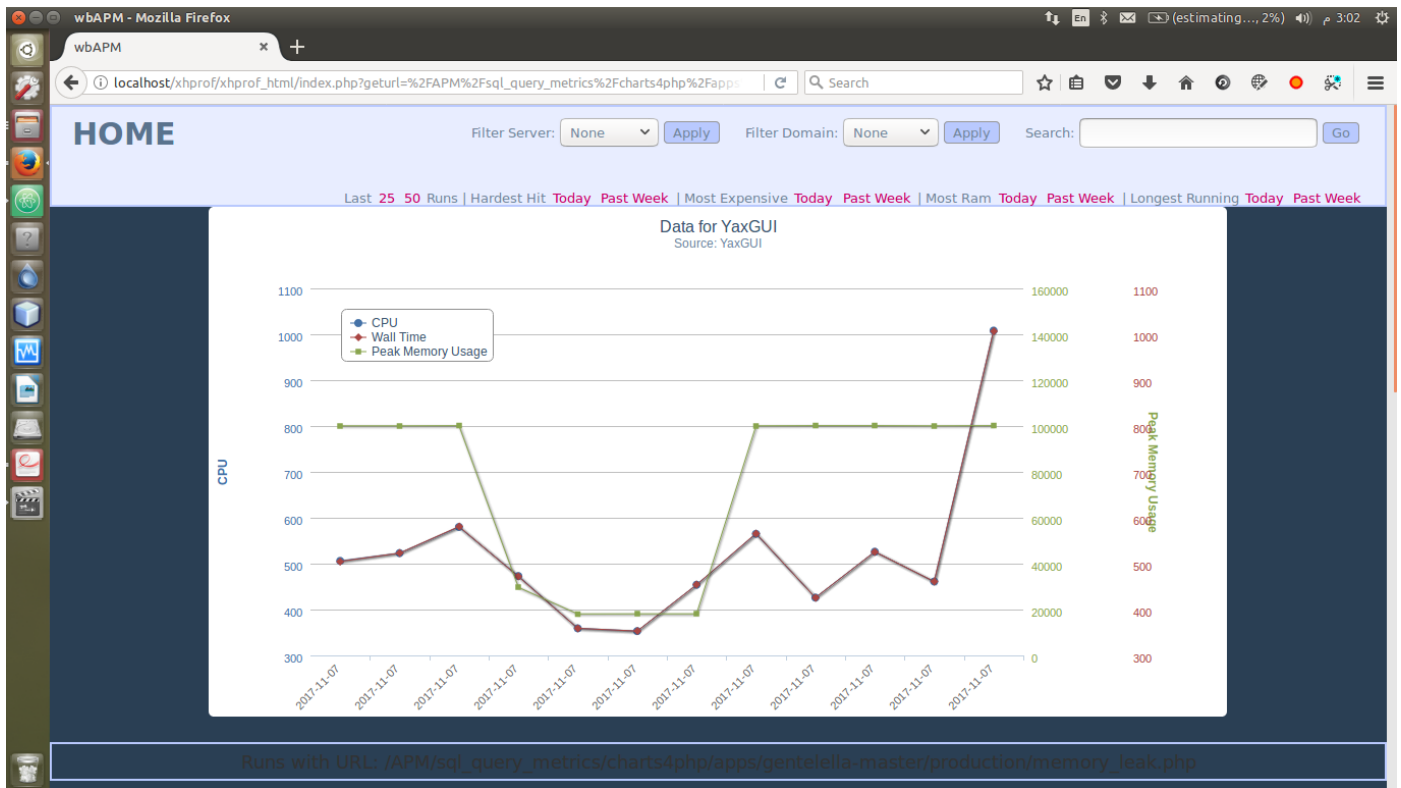 wbAPM - Mozilla Firefox En (estimating..., 2%) م 3:02
wbAPM × +
localhost/xhprof/xhprof_html/index.php?geturl=%2FAPM%2Fsql_query_metrics%2Fcharts4php%2Fapps Search
HOME Filter Server: None Apply Filter Domain: None Apply Search: Go
Last 25 50 Runs | Hardest Hit Today Past Week | Most Expensive Today Past Week | Most Ram Today Past Week | Longest Running Today Past Week
Data for YaxGUI
Source: YaxGUI
1100 160000 1100
CPU
1000 140000 1000
Wall Time
Peak Memory Usage
900 120000 900
800 100000 800
700 80000 700
CPU
Peak Memory Usage
600 60000 600
500 40000 500
400 20000 400
300 0 300
2017-11-07 2017-11-07 2017-11-07 2017-11-07 2017-11-07 2017-11-07 2017-11-07 2017-11-07 2017-11-07 2017-11-07 2017-11-07 2017-11-07
Runs with URL: /APM/sql_query_metrics/charts4php/apps/gentelella-master/production/memory_leak.php